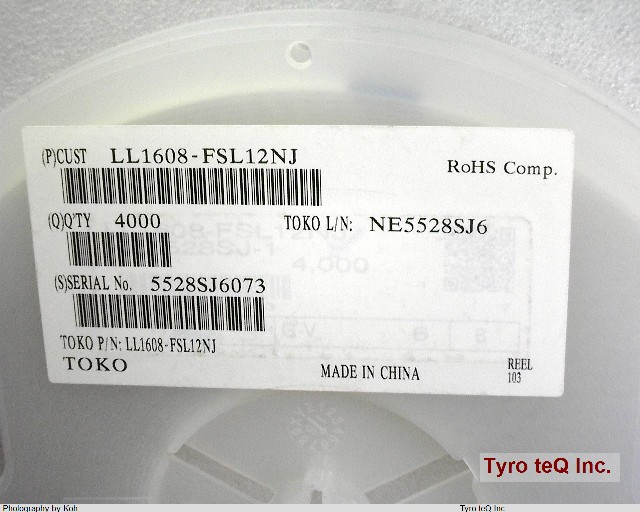 (P)CUST LL1608-FSL12NJ
RoHS Comp.
(Q)Q'TY 4000 TOKO L/N: NE5528SJ6
(S)SERIAL No. 5528SJ6073
TOKO P/N: LL1608-FSL12NJ
TOKO
MADE IN CHINA
REEL
103
Tyro teQ Inc.
Photography by Koh
Tyro teQ Inc